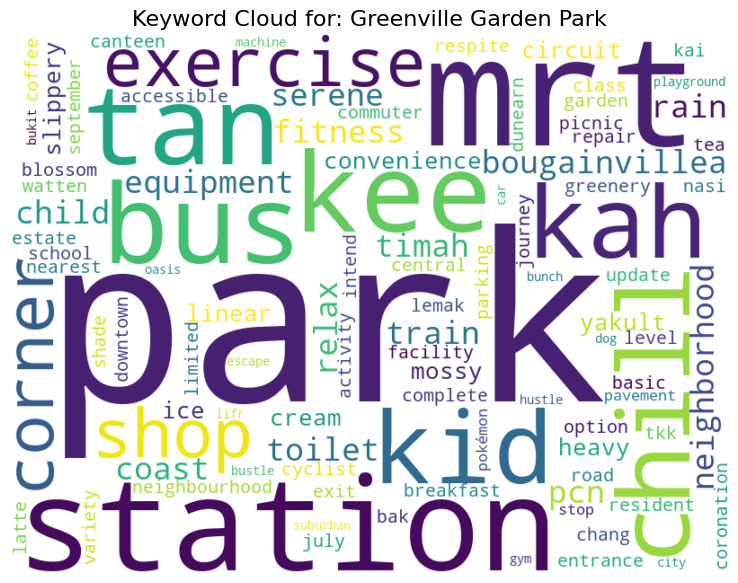 Keyword Cloud for: Greenville Garden Park
canteen
machine
respite
circuit
kai
coffee
bukit
slippery
september
exercise
mrt
accessible
serene
commuter
class
playground
tan
fitness
dunearn
garden
rain
picnic
repair
tea
blossom
watten
equipment
convenience
bougainvillea
greenery
nasi
kee
car
child
bus
kah
estate
school
nearest
oasis
timah
central
intend
parking
journey
bunch
update
park
corner
shade
downtown
linear
limited
relax
activity
lemak
train
facility
mossy
complete
yakult
level
dog
basic
pavement
neighborhood
chill
escape
hustle
shop
ice
lifr
cream
toilet
kid
pokémon
option
tkk
heavy
coast
bustle
cyclist
neighbourhood
exit
breakfast
pcn
road
resident
coronation
latte
variety
station
suburban
july
bak
stop
chang
entrance
gym
city